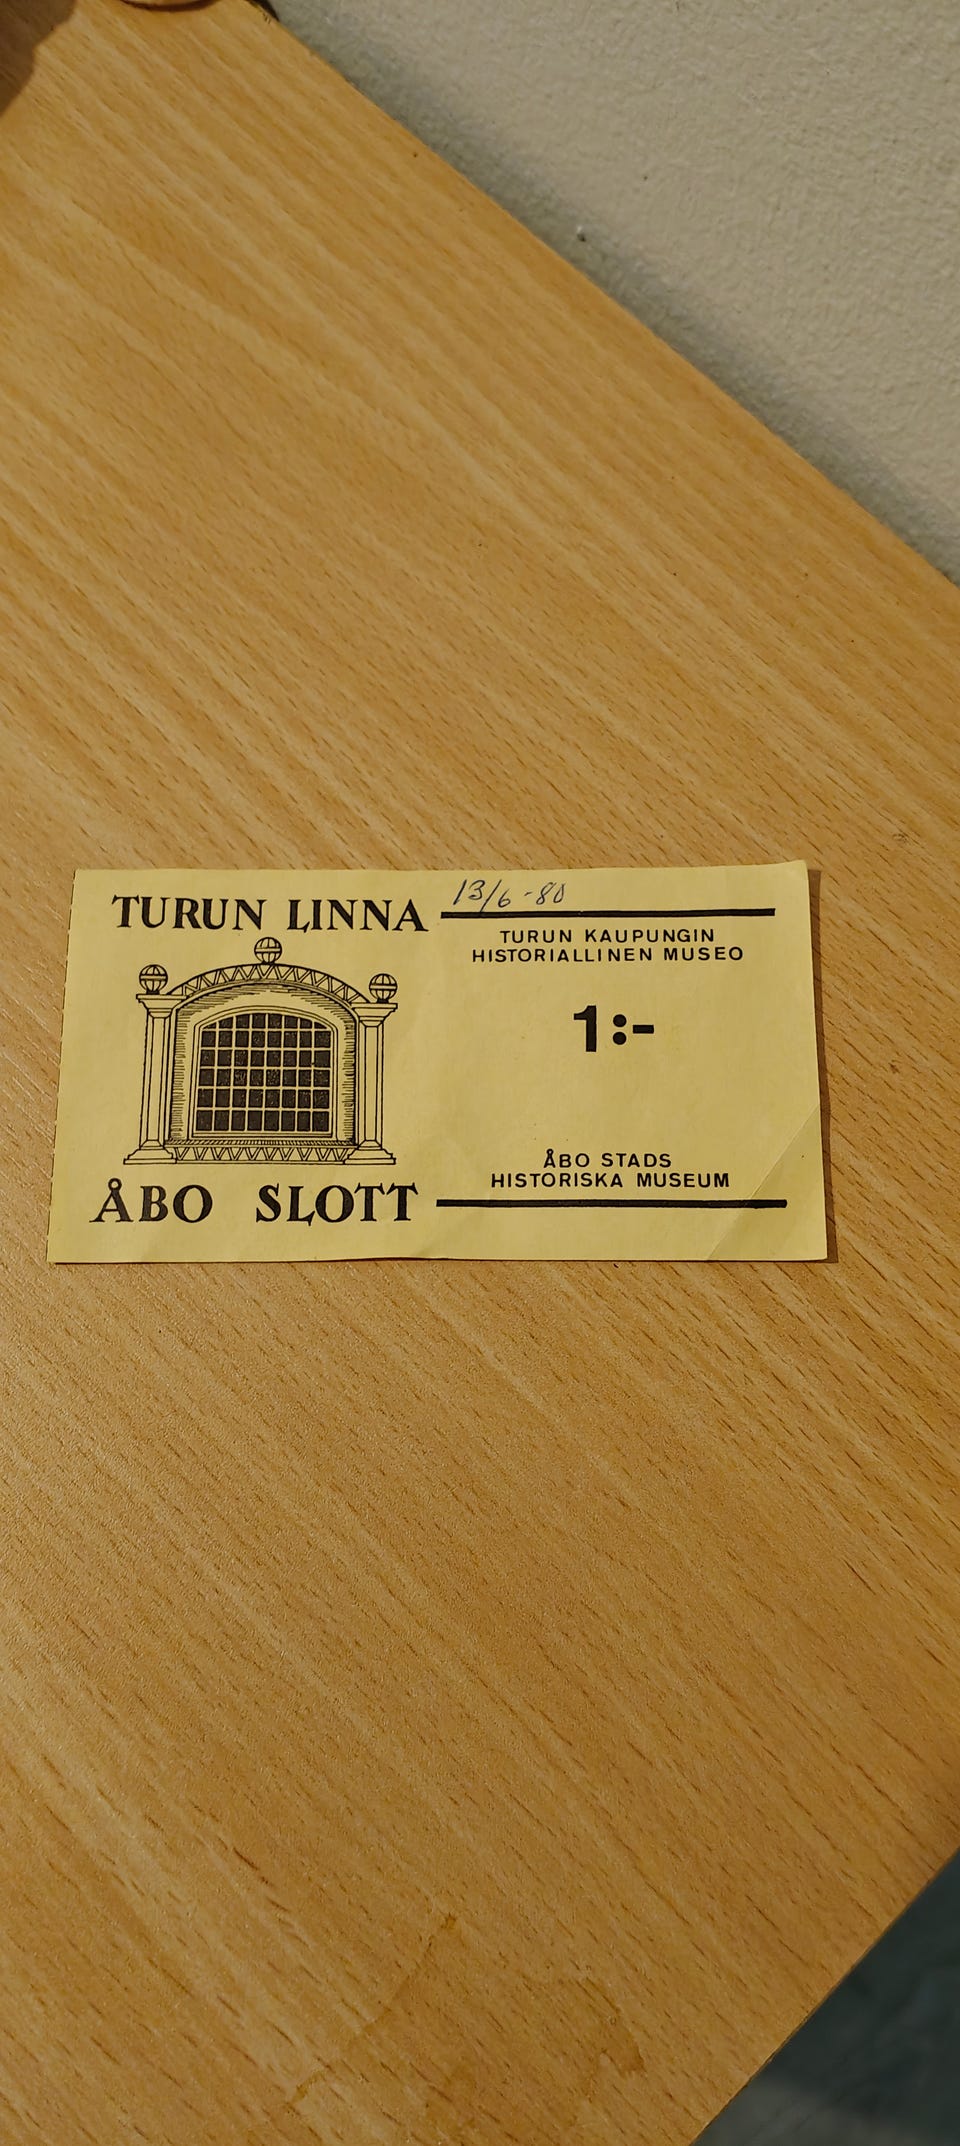 TURUN LINNA
ÅBO SLOTT
13/6-80
TURUN KAUPUNGIN
HISTORIALLINEN MUSEO
1:-
ÅBO STADS
HISTORISKA MUSEUM